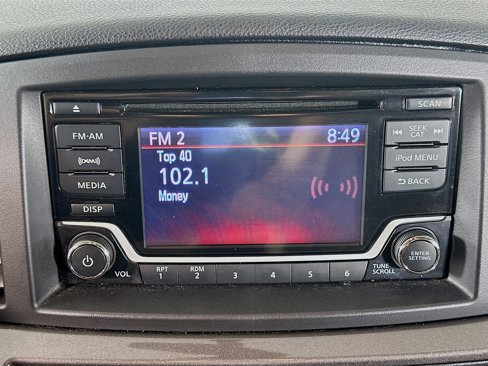 SCAN
FM·AM
((XM))
MEDIA
DISP
VOL
FM 2 8:49
Top 40
102.1
Money
SEEK
CAT
iPod MENU
BACK
RPT
1
RDM
2
3
4
5
6
TUNE
SCROLL
ENTER
SETTING